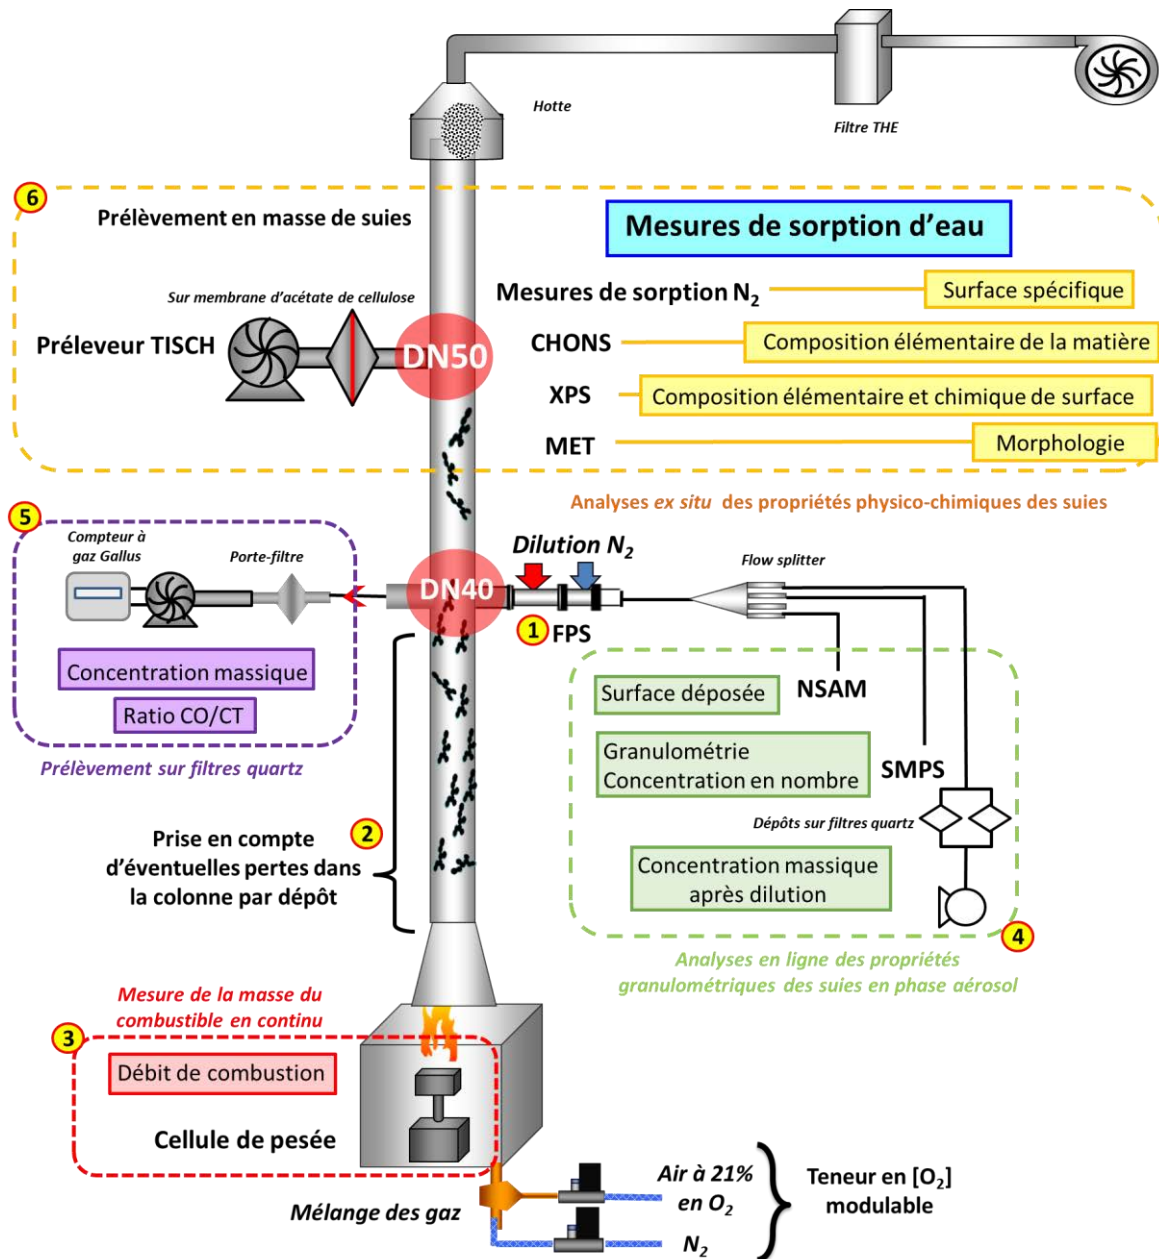 Hotte
Filtre THE
6
Prélèvement en masse de suies
Mesures de sorption d'eau
Sur membrane d'acétate de cellulose
Préleveur TISCH
DN50
Mesures de sorption N2
Surface spécifique
CHONS
Composition élémentaire de la matière
XPS
Composition élémentaire et chimique de surface
MET
Morphologie
Analyses ex situ des propriétés physico-chimiques des suies
5
Compteur à
gaz Gallus
Porte-filtre
Concentration massique
Ratio CO/CT
Prélèvement sur filtres quartz
DN40
Dilution N2
1
FPS
Flow splitter
Surface déposée
NSAM
Granulométrie
Concentration en nombre
SMPS
Dépôts sur filtres quartz
Concentration massique
après dilution
4
Analyses en ligne des propriétés
granulométriques des suies en phase aérosol
2
Prise en compte
d'éventuelles pertes dans
la colonne par dépôt
Mesure de la masse du
combustible en continu
3
Débit de combustion
Cellule de pesée
Mélange des gaz
Air à 21%
en O2
N2
Teneur en [O2]
modulable